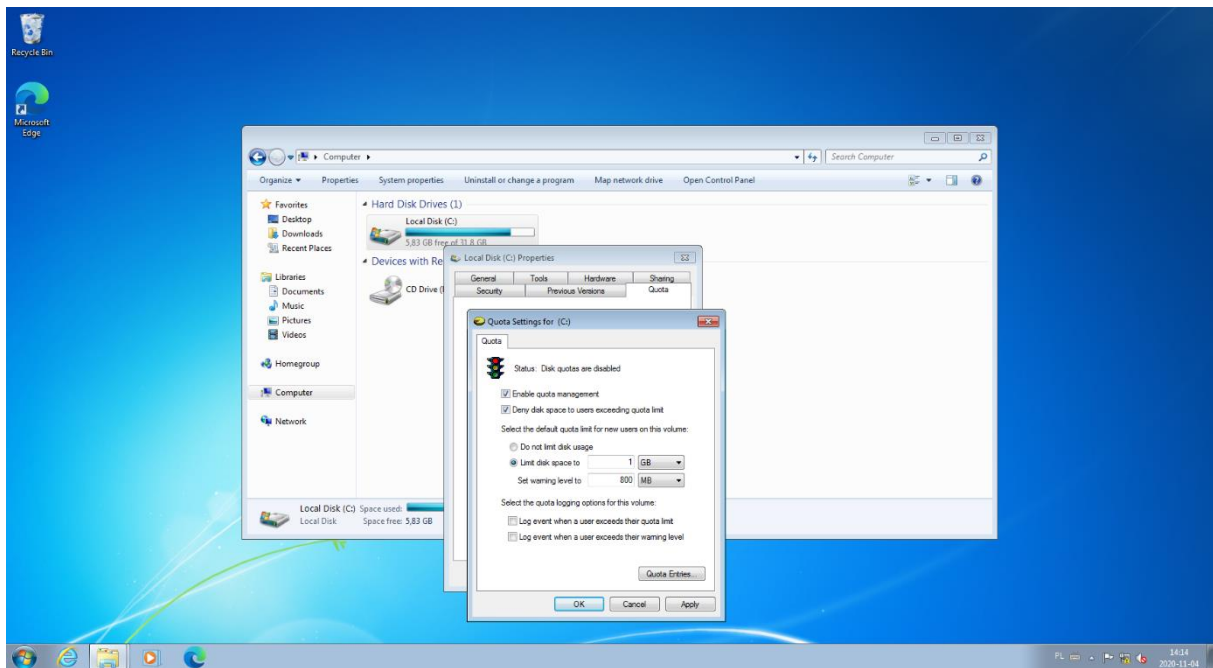 Recycle Bin
Microsoft
Edge
Computer
Search Computer
Organize
Properties
System properties
Uninstall or change a program
Map network drive
Open Control Panel
Favorites
Desktop
Downloads
Recent Places
Libraries
Documents
Music
Pictures
Videos
Homegroup
Computer
Network
Hard Disk Drives (1)
Local Disk (C:)
5,83 GB free of 31,8 GB
Devices with Re
CD Drive (
Local Disk (C:) Space used:
Local Disk Space free: 5,83 GB
Local Disk (C:) Properties
General Tools Hardware Sharing
Security Previous Versions Quota
Quota Settings for (C:)
Quota
Status: Disk quotas are disabled
Enable quota management
Deny disk space to users exceeding quota limit
Select the default quota limit for new users on this volume:
Do not limit disk usage
Limit disk space to 1 GB
Set warning level to 800 MB
Select the quota logging options for this volume:
Log event when a user exceeds their quota limit
Log event when a user exceeds their warning level
Quota Entries...
OK Cancel Apply
PL
14:14
2020-11-04